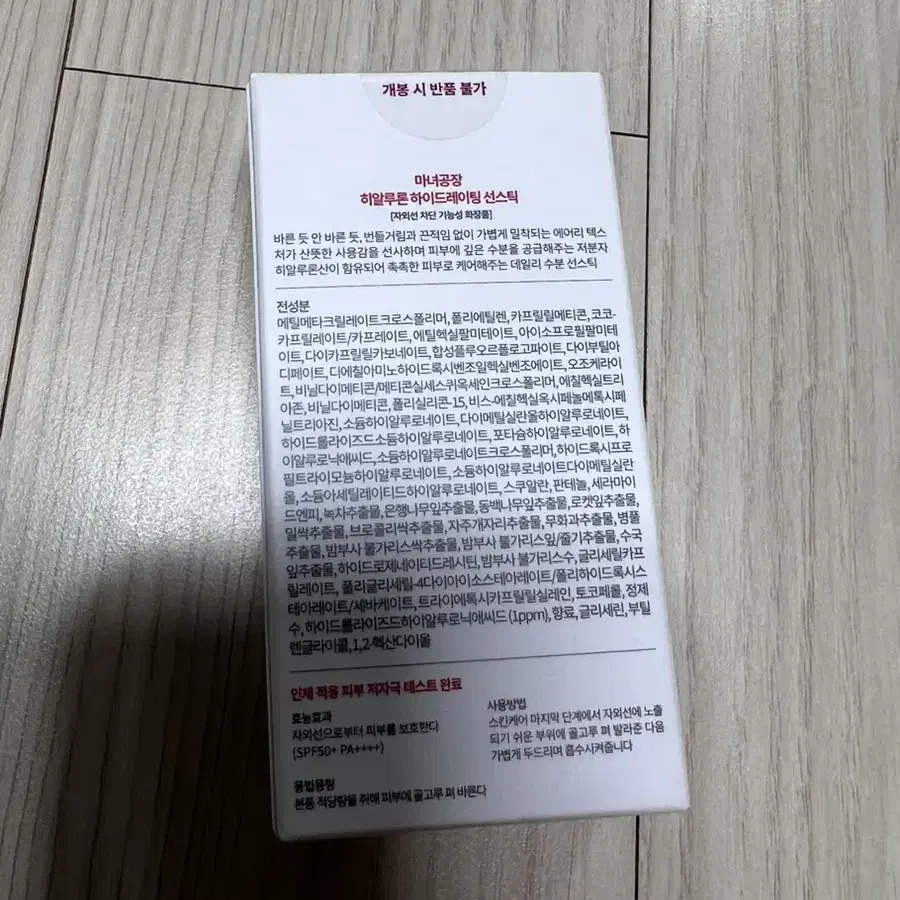 개봉 시 반품 불가
마녀공장
히알루론 하이드레이팅 선스틱
[자외선 차단 기능성 화장품]
바른 듯 안 바른 듯, 번들거림과 끈적임 없이 가볍게 밀착되는 에어리 텍스
처가 산뜻한 사용감을 선사하며 피부에 깊은 수분을 공급해주는 저분자
히알루론산이 함유되어 촉촉한 피부로 케어해주는 데일리 수분 선스틱
전성분
메틸메타크릴레이트크로스폴리머, 폴리에틸렌, 카프릴릴메티콘, 코코-
카프릴레이트/카프레이트, 에틸헥실팔미테이트, 아이소프로필팔미테
이트, 다이카프릴릴카보네이트, 합성플루오르플로고파이트, 다이부틸아
디페이트, 디에칠아미노하이드록시벤조일헥실벤조에이트, 오조케라이
트, 비닐다이메티콘/메티콘실세스퀴옥세인크로스폴리머, 에칠헥실트리
아존, 비닐다이메티콘, 폴리실리콘-15, 비스-에칠헥실옥시페놀메톡시페
닐트리아진, 소듐하이알루로네이트, 다이메틸실란올하이알루로네이트,
하이드롤라이즈드소듐하이알루로네이트, 포타슘하이알루로네이트, 하
이알루로닉애씨드, 소듐하이알루로네이트크로스폴리머, 하이드록시프로
필트라이모늄하이알루로네이트, 소듐하이알루로네이트다이메틸실란
올, 소듐아세틸레이티드하이알루로네이트, 스쿠알란, 판테놀, 세라마이
드엔피, 녹차추출물, 은행나무잎추출물, 동백나무잎추출물, 로켓잎추출물,
밀싹추출물, 브로콜리싹추출물, 자주개자리추출물, 무화과추출물, 병풀
추출물, 밤부사 불가리스싹추출물, 밤부사 불가리스잎/줄기추출물, 수국
잎추출물, 하이드로제네이티드레시틴, 밤부사 불가리스수, 글리세릴카프
릴레이트, 폴리글리세릴-4다이아이소스테아레이트/폴리하이드록시스
테아레이트/세바케이트, 트라이에톡시카프릴릴실레인, 토코페롤, 정제
수, 하이드롤라이즈드하이알루로닉애씨드 (1ppm), 향료, 글리세린, 부틸
렌글라이콜, 1,2-헥산다이올
인체 적용 피부 저자극 테스트 완료
효능효과
자외선으로부터 피부를 보호한다
(SPF50+ PA++++)
용법용량
본품 적당량을 취해 피부에 골고루 펴 바른다
사용방법
스킨케어 마지막 단계에서 자외선에 노출
되기 쉬운 부위에 골고루 펴 발라준 다음
가볍게 두드리며 흡수시켜줍니다